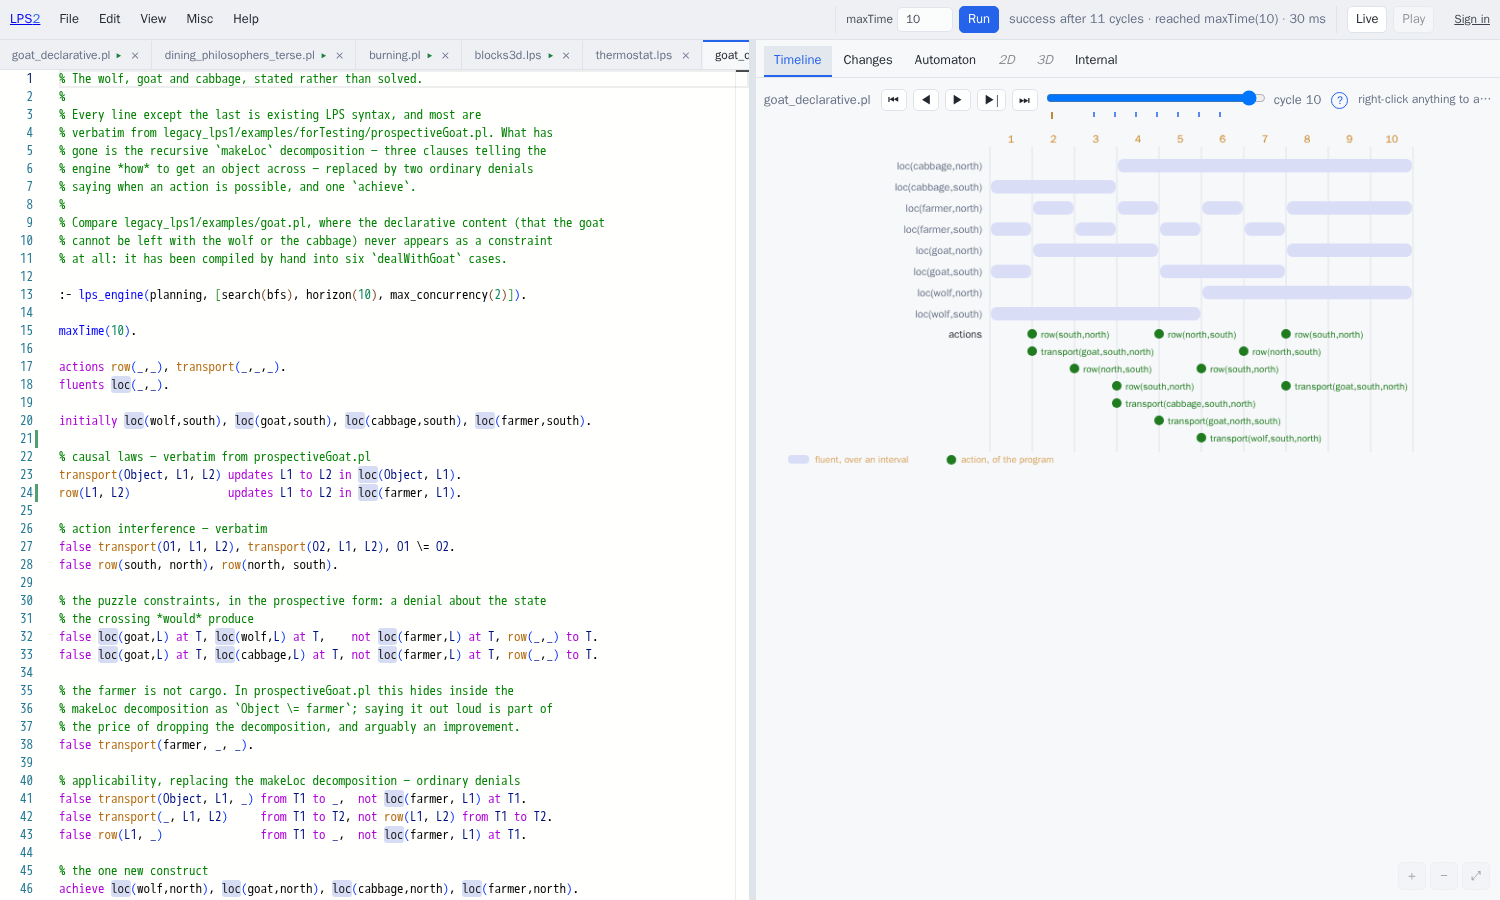 LPS2 File Edit View Misc Help maxTime 10 Run success after 11 cycles · reached maxTime(10) · 30 ms Live Play Sign in
goat_declarative.pl ▸ × dining_philosophers_terse.pl ▸ × burning.pl ▸ × blocks3d.lps ▸ × thermostat.lps × goat_c
Timeline Changes Automaton 2D 3D Internal
1 % The wolf, goat and cabbage, stated rather than solved.
2 %
3 % Every line except the last is existing LPS syntax, and most are
4 % verbatim from legacy_lps1/examples/forTesting/prospectiveGoat.pl. What has
5 % gone is the recursive `makeLoc` decomposition — three clauses telling the
6 % engine *how* to get an object across — replaced by two ordinary denials
7 % saying when an action is possible, and one `achieve`.
8 %
9 % Compare legacy_lps1/examples/goat.pl, where the declarative content (that the goat
10 % cannot be left with the wolf or the cabbage) never appears as a constraint
11 % at all: it has been compiled by hand into six `dealWithGoat` cases.
12
13 :- lps_engine(planning, [search(bfs), horizon(10), max_concurrency(2)]).
14
15 maxTime(10).
16
17 actions row(_,_), transport(_,_,_).
18 fluents loc(_,_).
19
20 initially loc(wolf,south), loc(goat,south), loc(cabbage,south), loc(farmer,south).
21
22 % causal laws — verbatim from prospectiveGoat.pl
23 transport(Object, L1, L2) updates L1 to L2 in loc(Object, L1).
24 row(L1, L2) updates L1 to L2 in loc(farmer, L1).
25
26 % action interference — verbatim
27 false transport(O1, L1, L2), transport(O2, L1, L2), O1 \= O2.
28 false row(south, north), row(north, south).
29
30 % the puzzle constraints, in the prospective form: a denial about the state
31 % the crossing *would* produce
32 false loc(goat,L) at T, loc(wolf,L) at T, not loc(farmer,L) at T, row(_,_) to T.
33 false loc(goat,L) at T, loc(cabbage,L) at T, not loc(farmer,L) at T, row(_,_) to T.
34
35 % the farmer is not cargo. In prospectiveGoat.pl this hides inside the
36 % makeLoc decomposition as `Object \= farmer`; saying it out loud is part of
37 % the price of dropping the decomposition, and arguably an improvement.
38 false transport(farmer, _, _).
39
40 % applicability, replacing the makeLoc decomposition — ordinary denials
41 false transport(Object, L1, _) from T1 to _, not loc(farmer, L1) at T1.
42 false transport(_, L1, L2) from T1 to T2, not row(L1, L2) from T1 to T2.
43 false row(L1, _) from T1 to _, not loc(farmer, L1) at T1.
44
45 % the one new construct
46 achieve loc(wolf,north), loc(goat,north), loc(cabbage,north), loc(farmer,north).
goat_declarative.pl cycle 10 ? right-click anything to a···
1 2 3 4 5 6 7 8 9 10
loc(cabbage,north)
loc(cabbage,south)
loc(farmer,north)
loc(farmer,south)
loc(goat,north)
loc(goat,south)
loc(wolf,north)
loc(wolf,south)
actions row(south,north) row(north,south) row(south,north)
transport(goat,south,north) row(north,south)
row(north,south) row(south,north)
row(south,north) transport(goat,south,north)
transport(cabbage,south,north)
transport(goat,north,south)
transport(wolf,south,north)
fluent, over an interval action, of the program
+ −